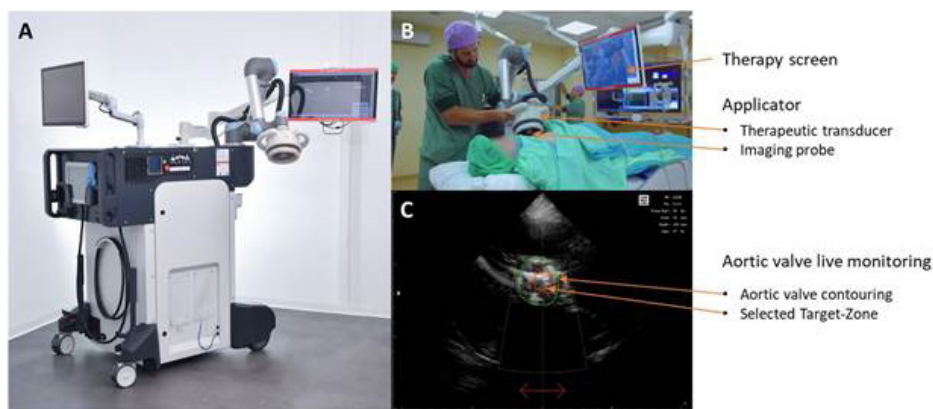 A
B
Therapy screen
Applicator
• Therapeutic transducer
• Imaging probe
C
Aortic valve live monitoring
• Aortic valve contouring
• Selected Target-Zone